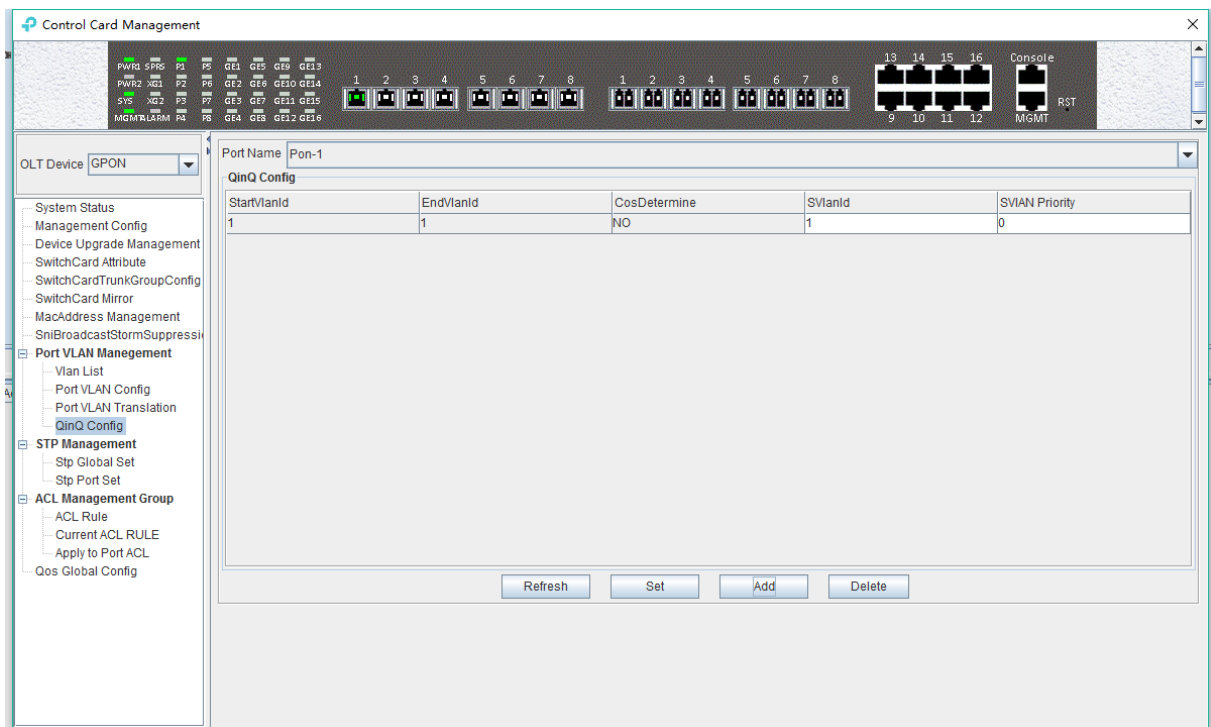 Control Card Management
PWR1 SPRS P1 P5 GE1 GE5 GE9 GE13
PWR2 XG1 P2 P6 GE2 GE6 GE10 GE14
SYS XG2 P3 P7 GE3 GE7 GE11 GE15
MGMTALARM P4 P8 GE4 GE8 GE12 GE16
1 2 3 4 5 6 7 8
1 2 3 4 5 6 7 8
13 14 15 16
9 10 11 12
Console
MGMT
RST
OLT Device GPON
System Status
Management Config
Device Upgrade Management
SwitchCard Attribute
SwitchCardTrunkGroupConfig
SwitchCard Mirror
MacAddress Management
SniBroadcastStormSuppressi
Port VLAN Manegement
Vlan List
Port VLAN Config
Port VLAN Translation
QinQ Config
STP Management
Stp Global Set
Stp Port Set
ACL Management Group
ACL Rule
Current ACL RULE
Apply to Port ACL
Qos Global Config
Port Name Pon-1
QinQ Config
StartVlanId EndVlanId CosDetermine SVlanId SVlAN Priority
1 1 NO 1 0
Refresh Set Add Delete